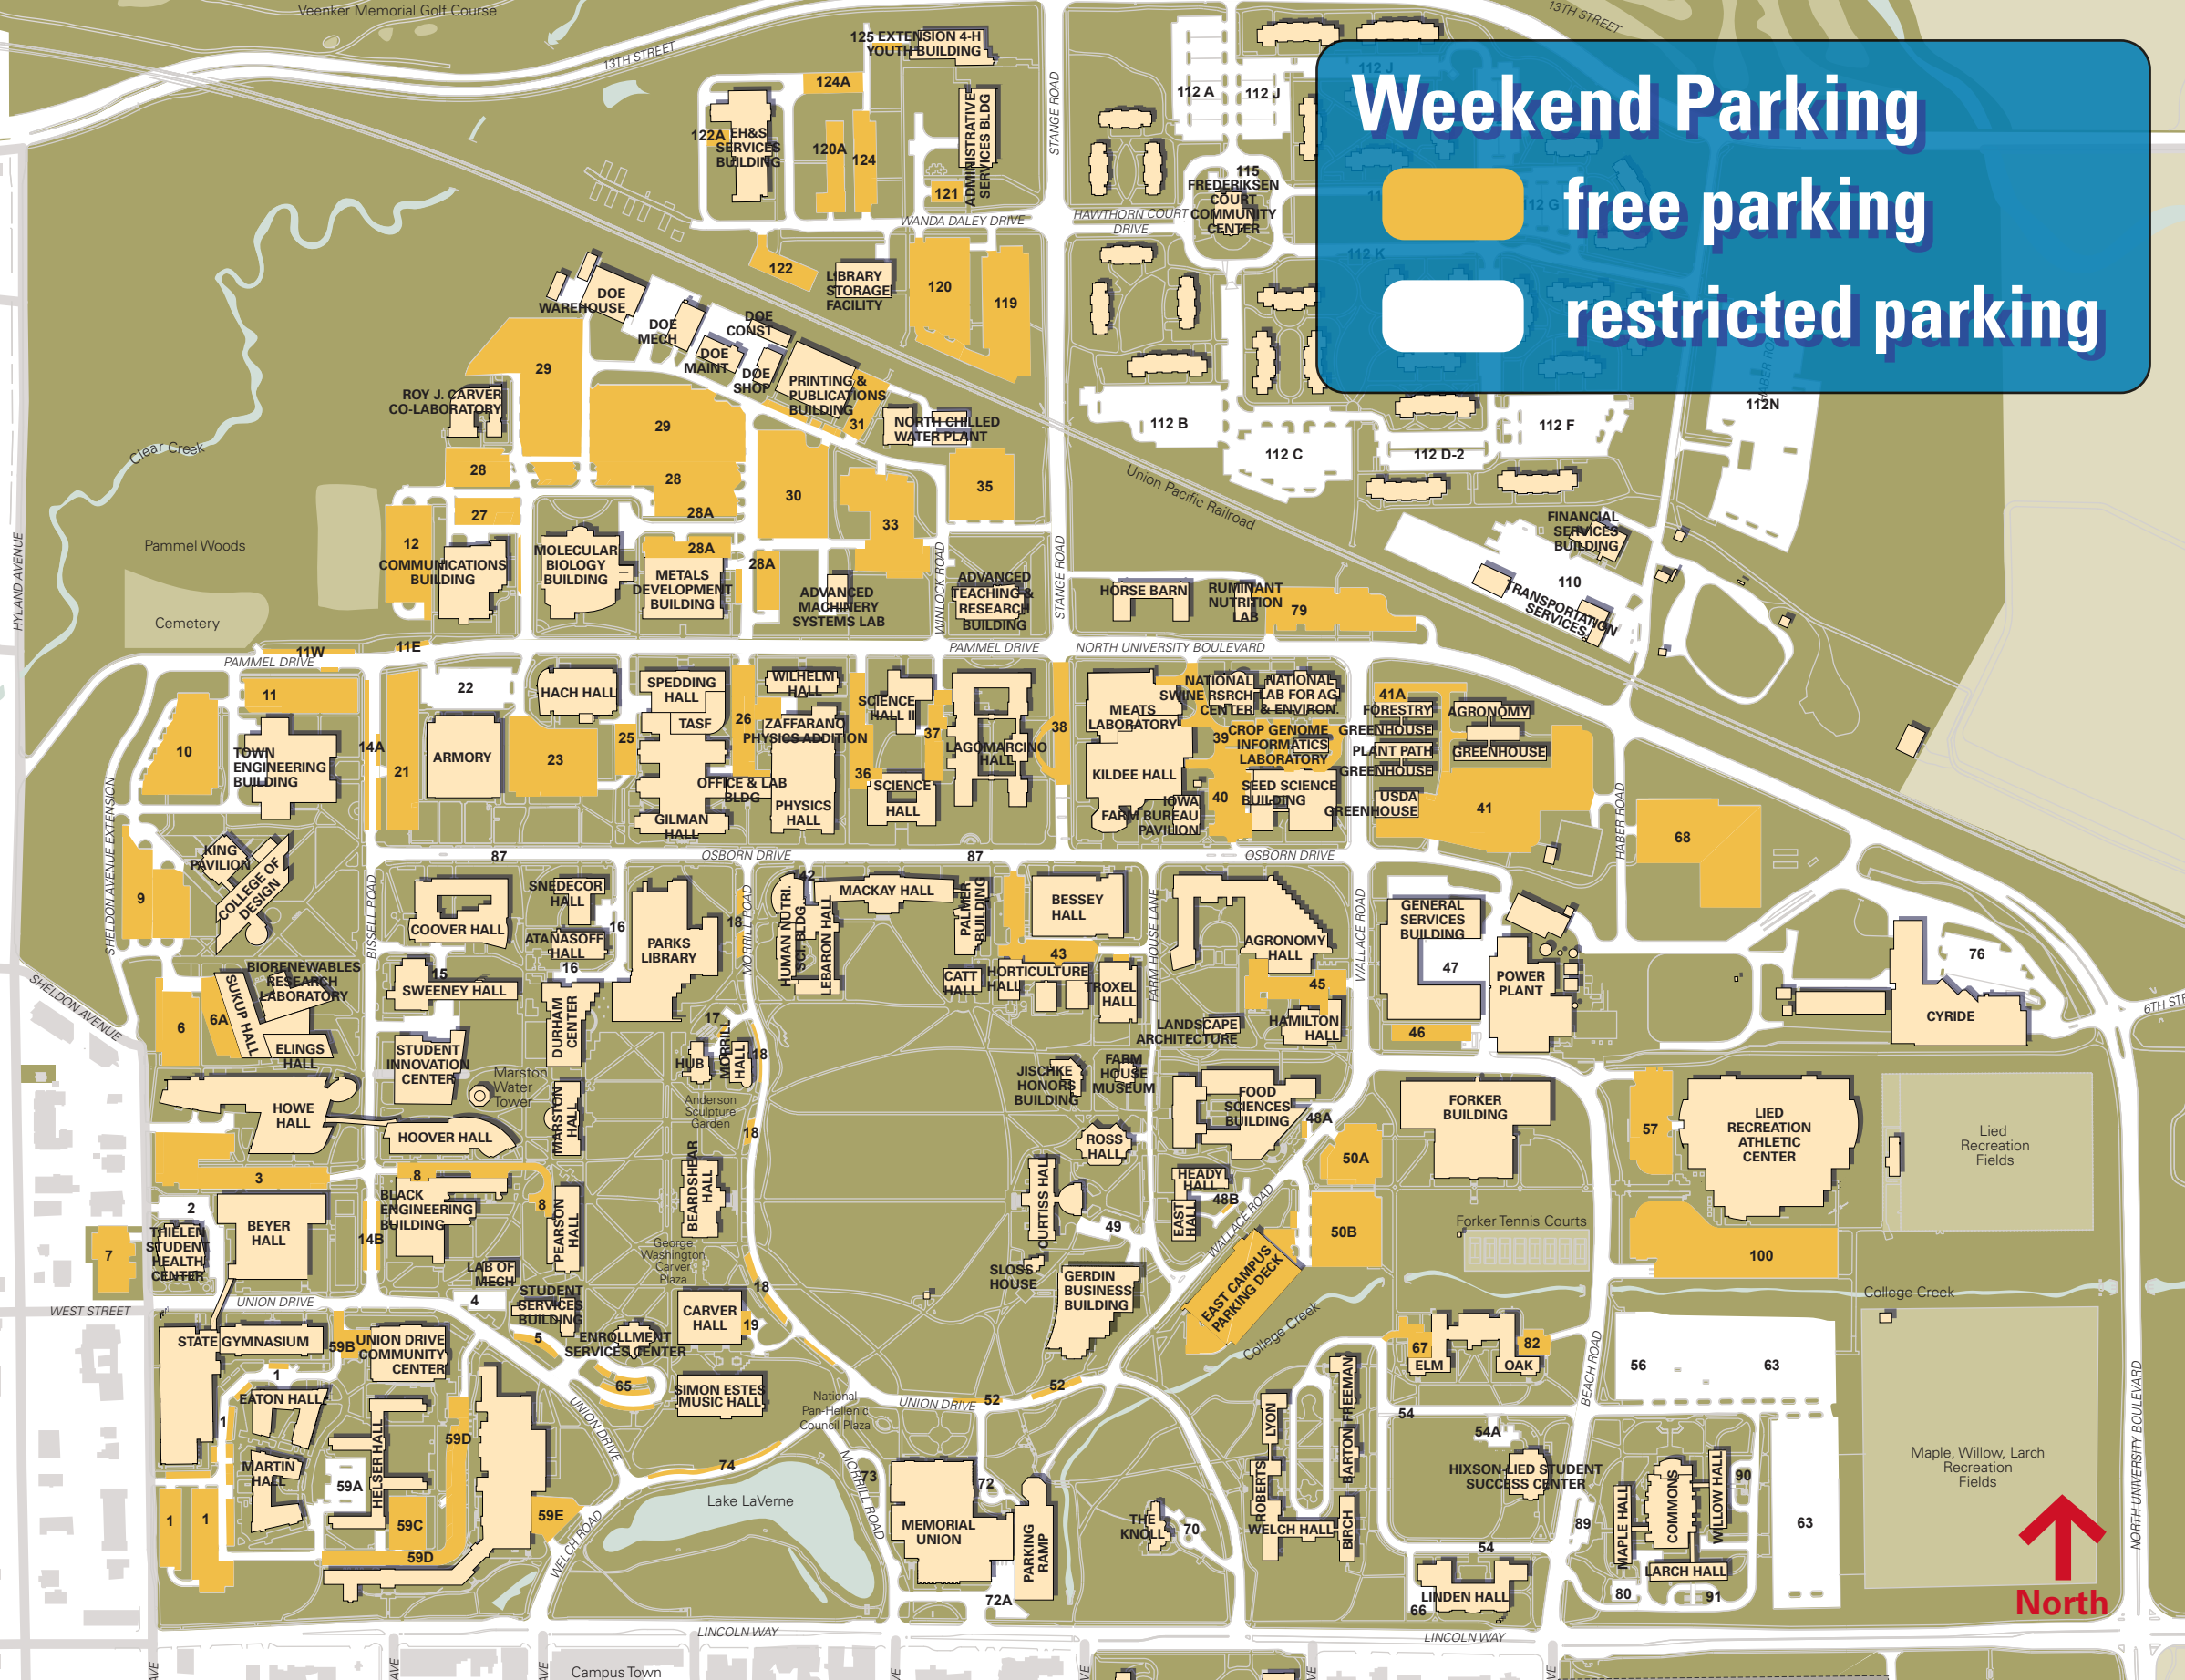 Veenker Memorial Golf Course
13TH STREET
125 EXTENSION 4-H
YOUTH BUILDING
13TH STREET
Weekend Parking
free parking
restricted parking
124A
122A
EH&S
SERVICES
BUILDING
120A
124
121
ADMINISTRATIVE
SERVICES BLDG
STANGE ROAD
112 A
112 J
112 J
112 G
112 K
115
FREDERIKSEN
COURT
COMMUNITY
CENTER
WANDA DALEY DRIVE
HAWTHORN COURT
DRIVE
122
LIBRARY
STORAGE
FACILITY
120
119
DOE
WAREHOUSE
DOE
MECH
DOE
CONST
DOE
MAINT
DOE
SHOP
PRINTING &
PUBLICATIONS
BUILDING
31
NORTH CHILLED
WATER PLANT
29
29
ROY J. CARVER
CO-LABORATORY
Clear Creek
28
28
27
28A
28A
28A
30
33
35
112 B
112 C
112 D-2
112 F
112N
Union Pacific Railroad
HYLAND AVENUE
Pammel Woods
Cemetery
12
COMMUNICATIONS
BUILDING
MOLECULAR
BIOLOGY
BUILDING
METALS
DEVELOPMENT
BUILDING
ADVANCED
MACHINERY
SYSTEMS LAB
WINLOCK ROAD
ADVANCED
TEACHING &
RESEARCH
BUILDING
STANGE ROAD
HORSE BARN
RUMINANT
NUTRITION
LAB
79
FINANCIAL
SERVICES
BUILDING
110
TRANSPORTATION
SERVICES
11W
11E
PAMMEL DRIVE
PAMMEL DRIVE
NORTH UNIVERSITY BOULEVARD
11
22
10
TOWN
ENGINEERING
BUILDING
14A
21
ARMORY
HACH HALL
23
25
SPEDDING
HALL
TASF
26
WILHELM
HALL
ZAFFARANO
PHYSICS ADDITION
OFFICE & LAB
BLDG
PHYSICS
HALL
GILMAN
HALL
SCIENCE
HALL II
37
36
SCIENCE
HALL
LAGOMARCINO
HALL
38
MEATS
LABORATORY
KILDEE HALL
IOWA
FARM BUREAU
PAVILION
NATIONAL
SWINE RSRCH
CENTER
NATIONAL
LAB FOR AG
& ENVIRON.
39
CROP GENOME
INFORMATICS
LABORATORY
40
SEED SCIENCE
BUILDING
41A
FORESTRY
GREENHOUSE
PLANT PATH
GREENHOUSE
USDA
GREENHOUSE
AGRONOMY
GREENHOUSE
41
HABER ROAD
68
SHELDON AVENUE EXTENSION
KING
PAVILION
COLLEGE OF
DESIGN
9
87
OSBORN DRIVE
87
OSBORN DRIVE
BISSELL ROAD
COOVER HALL
SNEDECOR
HALL
ATANASOFF
HALL
16
16
PARKS
LIBRARY
18
MORRILL ROAD
HUMAN NUTRI.
SCI. BLDG.
42
LEBARON HALL
MACKAY HALL
PALMER
BUILDING
BESSEY
HALL
43
CATT
HALL
HORTICULTURE
HALL
TROXEL
HALL
FARM HOUSE LANE
AGRONOMY
HALL
45
HAMILTON
HALL
LANDSCAPE
ARCHITECTURE
WALLACE ROAD
GENERAL
SERVICES
BUILDING
47
46
POWER
PLANT
76
CYRIDE
6TH ST
SHELDON AVENUE
BIORENEWABLES
RESEARCH
LABORATORY
6
6A
SUKUP HALL
ELINGS
HALL
15
SWEENEY HALL
STUDENT
INNOVATION
CENTER
DURHAM
CENTER
Marston
Water
Tower
17
HUB
MORRILL
HALL
18
Anderson
Sculpture
Garden
18
JISCHKE
HONORS
BUILDING
FARM
HOUSE
MUSEUM
FOOD
SCIENCES
BUILDING
48A
FORKER
BUILDING
57
LIED
RECREATION
ATHLETIC
CENTER
Lied
Recreation
Fields
HOWE
HALL
HOOVER HALL
MARSTON
HALL
3
8
8
2
BLACK
ENGINEERING
BUILDING
PEARSON
HALL
BEARDSHEAR
HALL
ROSS
HALL
CURTISS HALL
HEADY
HALL
48B
EAST
HALL
WALLACE ROAD
50A
50B
Forker Tennis Courts
7
THIELEN
STUDENT
HEALTH
CENTER
BEYER
HALL
14B
LAB OF
MECH
George
Washington
Carver
Plaza
49
SLOSS
HOUSE
GERDIN
BUSINESS
BUILDING
EAST CAMPUS
PARKING DECK
College Creek
100
College Creek
WEST STREET
UNION DRIVE
4
STUDENT
SERVICES
BUILDING
5
ENROLLMENT
SERVICES CENTER
CARVER
HALL
19
18
STATE GYMNASIUM
59B
UNION DRIVE
COMMUNITY
CENTER
1
EATON HALL
1
65
SIMON ESTES
MUSIC HALL
UNION DRIVE
National
Pan-Hellenic
Council Plaza
UNION DRIVE
52
52
67
ELM
82
OAK
BEACH ROAD
56
63
54
54A
HIXSON-LIED STUDENT
SUCCESS CENTER
LYON
FREEMAN
BARTON
ROBERTS
WELCH HALL
BIRCH
MARTIN
HALL
59A
HELSER HALL
59D
59C
59D
59E
WELCH ROAD
1
1
74
Lake LaVerne
73
MORRILL ROAD
MEMORIAL
UNION
72
PARKING
RAMP
72A
THE
KNOLL
70
54
89
MAPLE HALL
COMMONS
WILLOW HALL
90
LARCH HALL
80
91
63
LINDEN HALL
66
Maple, Willow, Larch
Recreation
Fields
NORTH UNIVERSITY BOULEVARD
North
LINCOLN WAY
LINCOLN WAY
Campus Town